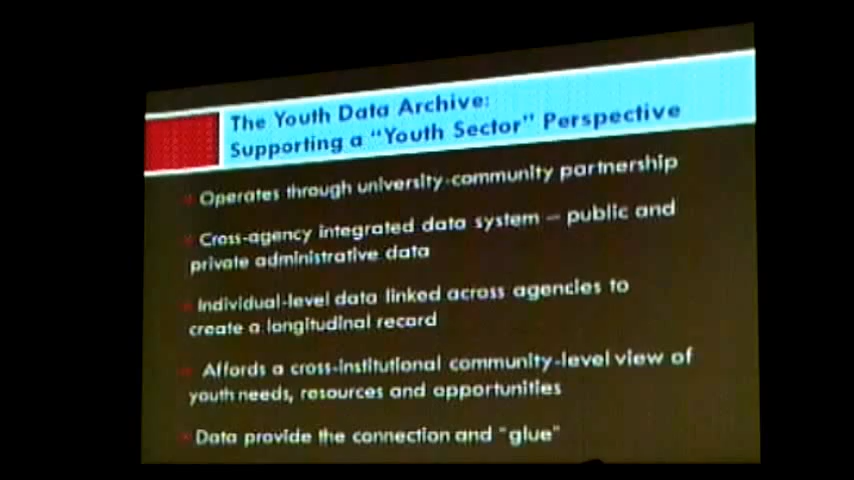 The Youth Data Archive:
Supporting a "Youth Sector" Perspective
Operates through university-community partnership
Cross-agency integrated data system – public and
private administrative data
Individual-level data linked across agencies to
create a longitudinal record
Affords a cross-institutional community-level view of
youth needs, resources and opportunities
Data provide the connection and "glue"